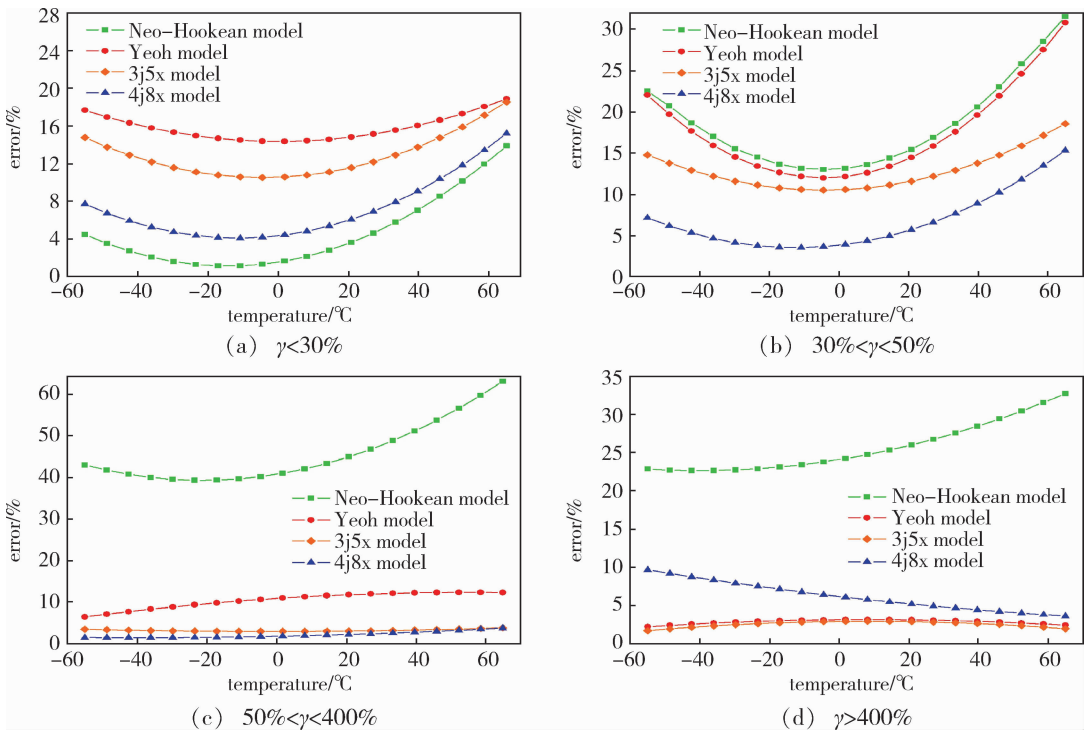 28
24
20
16
12
8
4
0
error/%
Neo-Hookean model
Yeoh model
3j5x model
4j8x model
-60 -40 -20 0 20 40 60
temperature/℃
(a) γ<30%
30
25
20
15
10
5
0
error/%
Neo-Hookean model
Yeoh model
3j5x model
4j8x model
-60 -40 -20 0 20 40 60
temperature/℃
(b) 30%<γ<50%
60
50
40
30
20
10
0
error/%
Neo-Hookean model
Yeoh model
3j5x model
4j8x model
-60 -40 -20 0 20 40 60
temperature/℃
(c) 50%<γ<400%
35
30
25
20
15
10
5
0
error/%
Neo-Hookean model
Yeoh model
3j5x model
4j8x model
-60 -40 -20 0 20 40 60
temperature/℃
(d) γ>400%